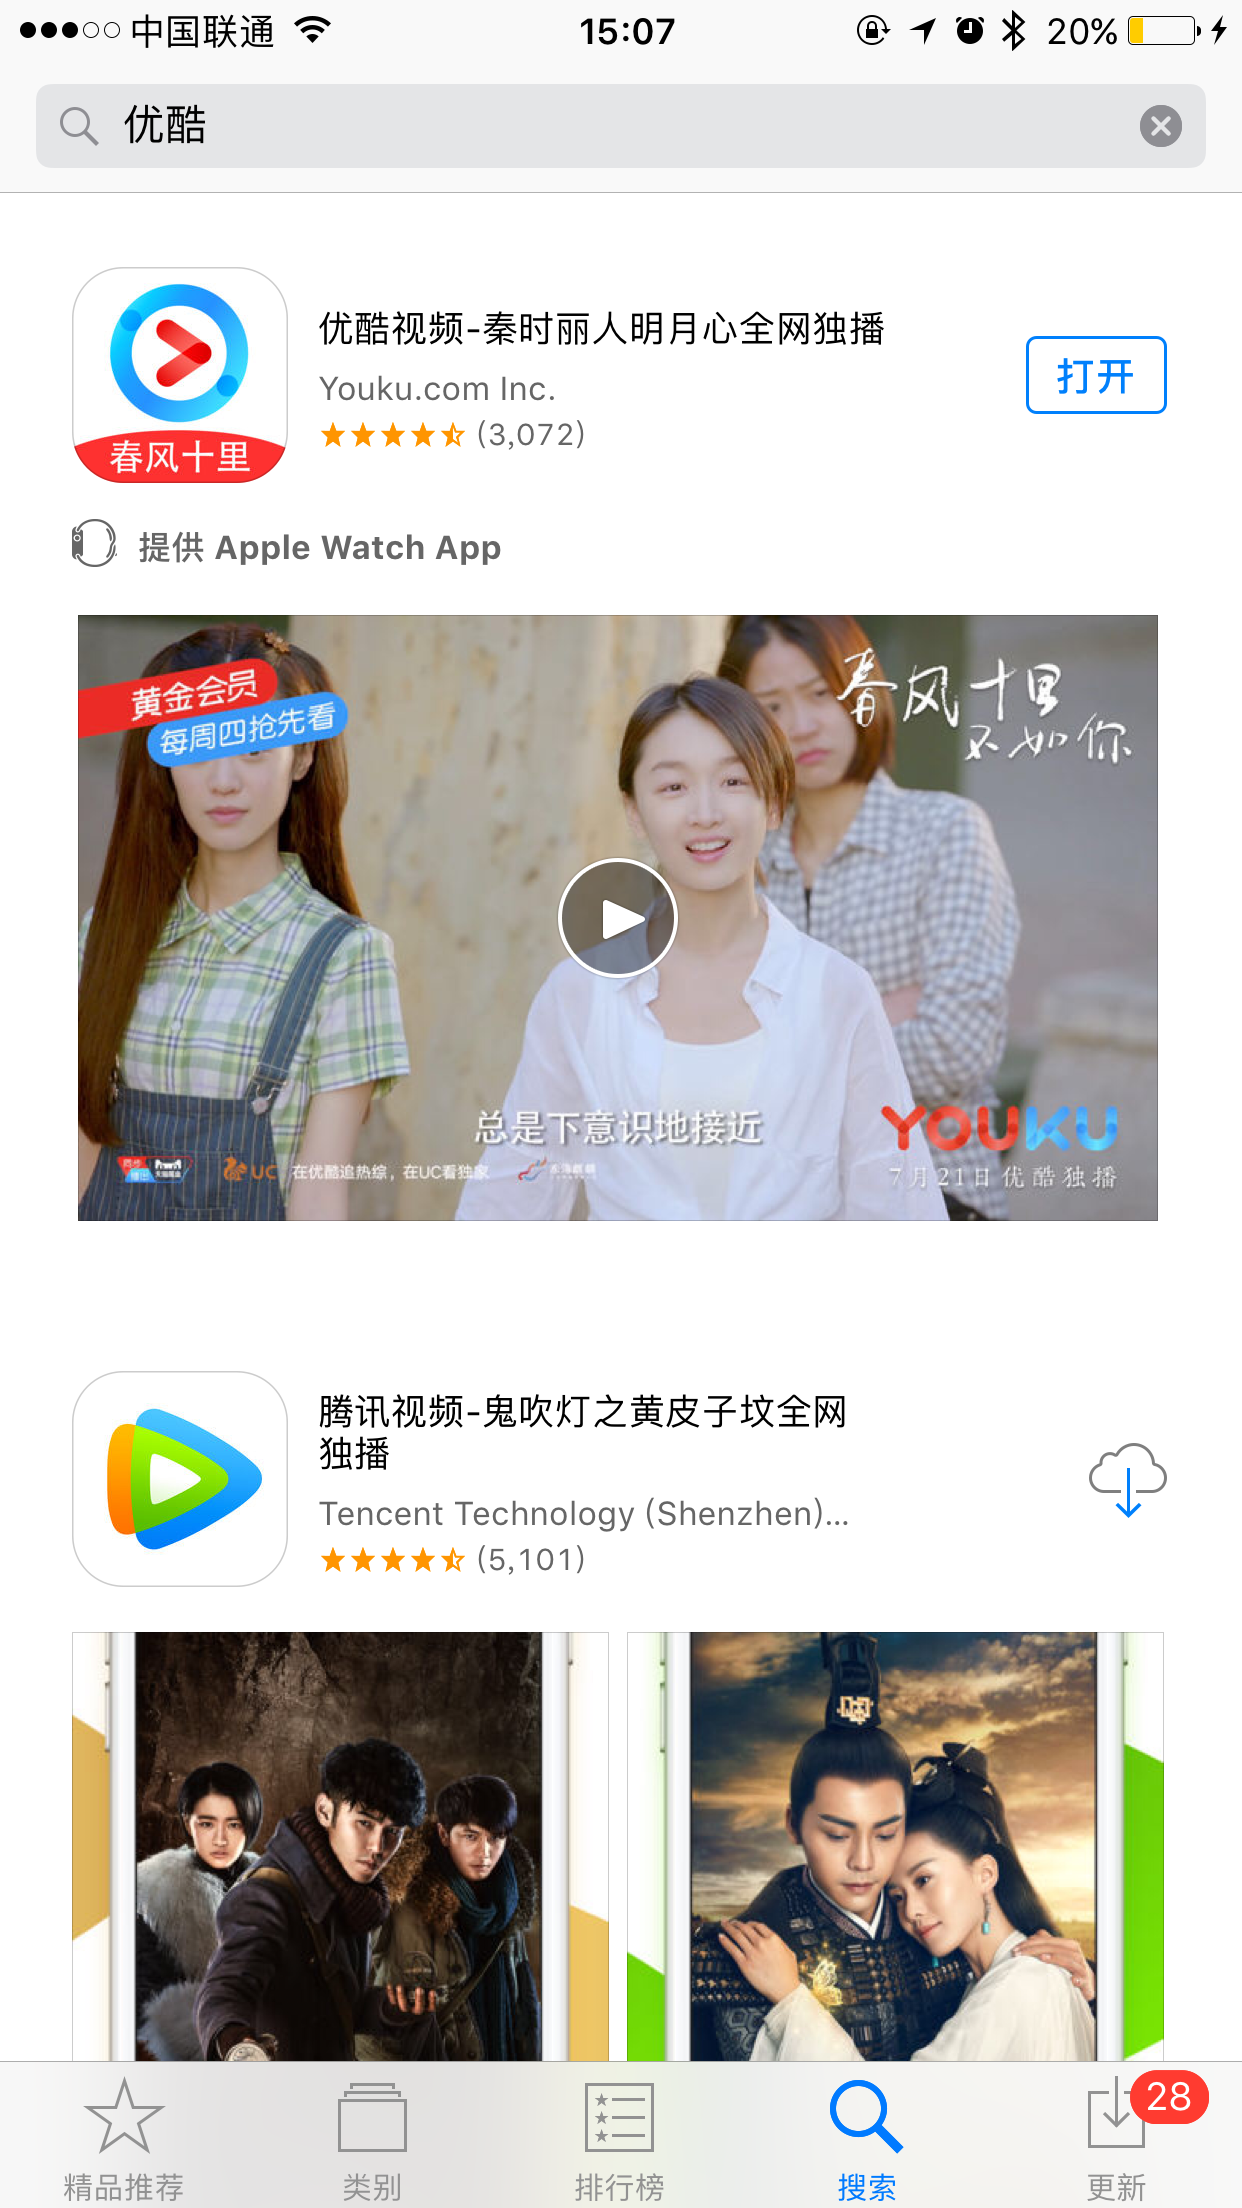 中国联通
15:07
20%
优酷
优酷视频-秦时丽人明月心全网独播
Youku.com Inc.
(3,072)
打开
春风十里
提供 Apple Watch App
黄金会员
每周四抢先看
春风十里
不如你
总是下意识地接近
YOUKU
UC 在优酷追热综，在UC看独家
7月21日优酷独播
腾讯视频-鬼吹灯之黄皮子坟全网
独播
Tencent Technology (Shenzhen)...
(5,101)
精品推荐
类别
排行榜
搜索
28
更新